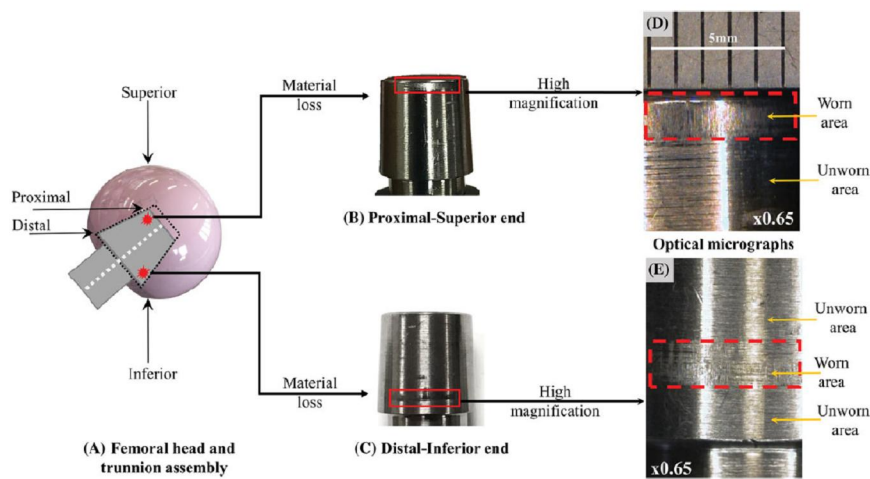 Superior
Proximal
Distal
Inferior
(A) Femoral head and
trunnion assembly
Material
loss
(B) Proximal-Superior end
High
magnification
(D)
5mm
Worn
area
Unworn
area
x0.65
Optical micrographs
Material
loss
(C) Distal-Inferior end
High
magnification
(E)
Unworn
area
Worn
area
Unworn
area
x0.65